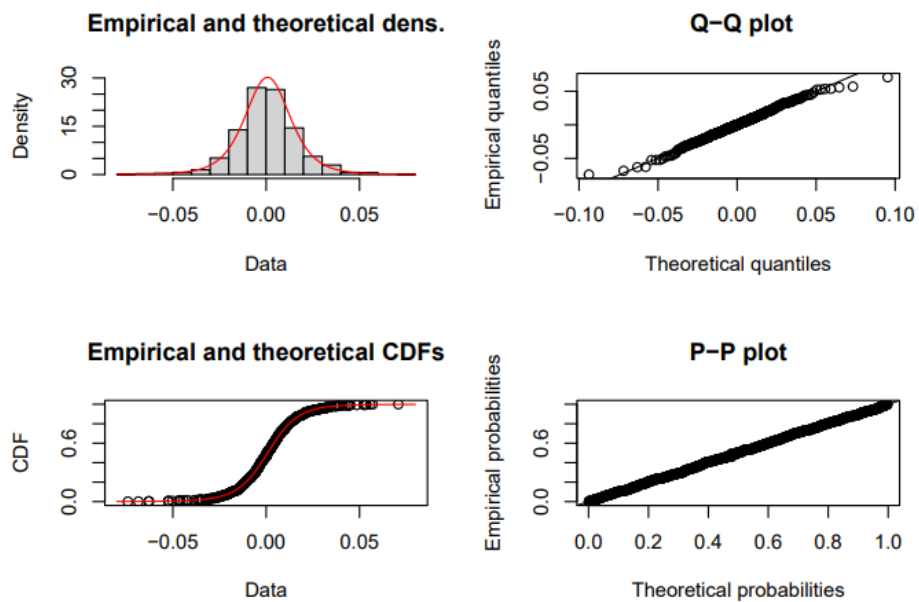 Empirical and theoretical dens.
Density
0 15 30
−0.05 0.00 0.05
Data
Q−Q plot
Empirical quantiles
−0.05 0.05
−0.10 −0.05 0.00 0.05 0.10
Theoretical quantiles
Empirical and theoretical CDFs
CDF
0.0 0.6
−0.05 0.00 0.05
Data
P−P plot
Empirical probabilities
0.0 0.6
0.0 0.2 0.4 0.6 0.8 1.0
Theoretical probabilities